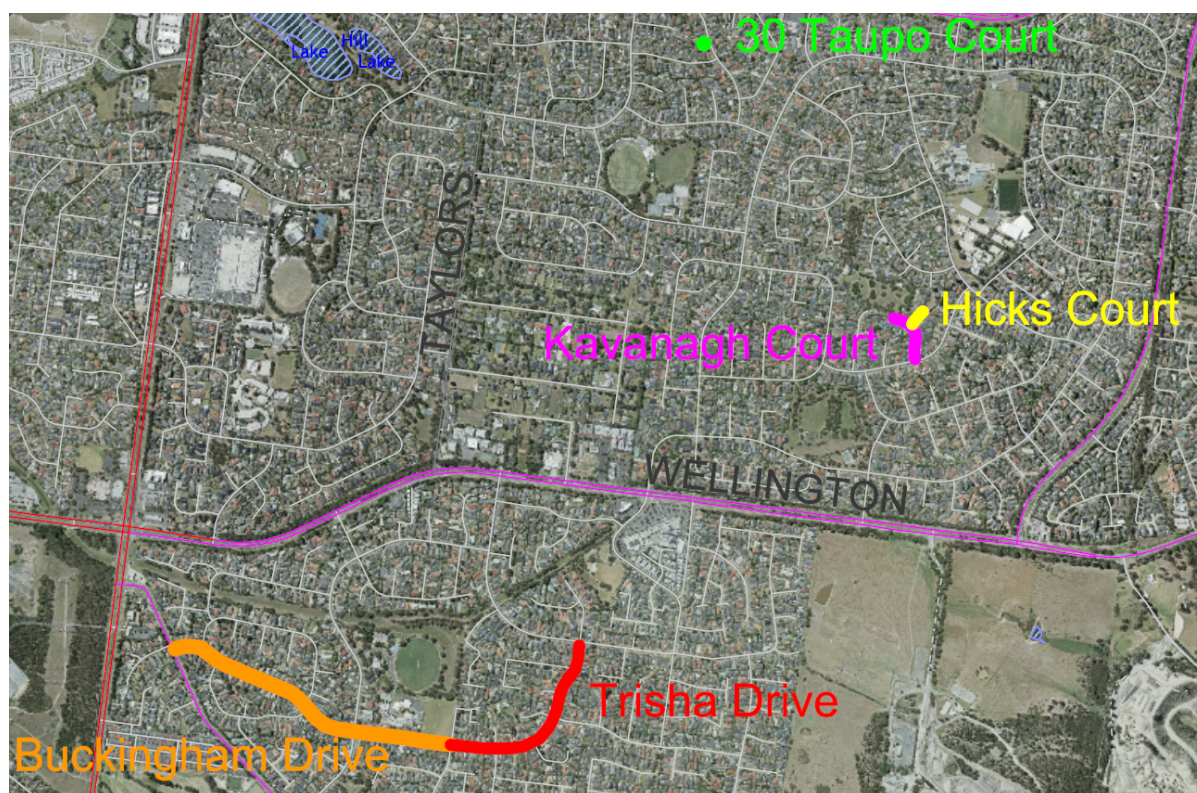 30 Taupo Court
Hill
Lake
Lake
TAYLORS
Hicks Court
Kavanagh Court
WELLINGTON
Trisha Drive
Buckingham Drive